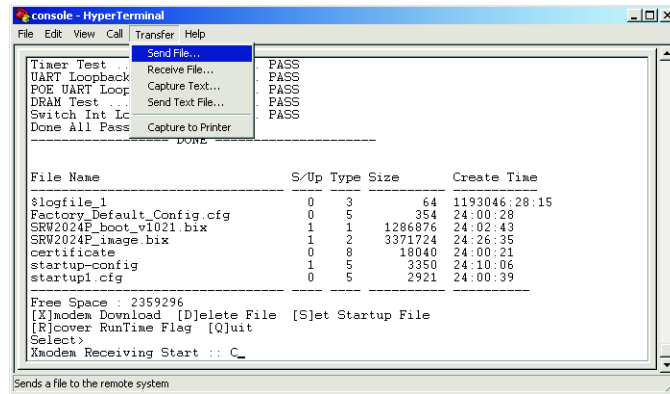 console - HyperTerminal
File Edit View Call Transfer Help
Send File...
Receive File...
Capture Text...
Send Text File...
Capture to Printer
Timer Test .. . PASS
UART Loopback . PASS
POE UART Loop . PASS
DRAM Test ... . PASS
Switch Int Lo . PASS
Done All Pass
------------------ DONE ---------------------
File Name S/Up Type Size Create Time
-------------------------------- ---- ---- ---------- ----------
$logfile_1 0 3 64 1193046:28:15
Factory_Default_Config.cfg 0 5 354 24:00:28
SRW2024P_boot_v1021.bix 1 1 1286876 24:02:43
SRW2024P_image.bix 1 2 3371724 24:26:35
certificate 0 8 18040 24:00:21
startup-config 1 5 3350 24:10:06
startup1.cfg 0 5 2921 24:00:39
-------------------------------- ---- ---- ---------- ----------
Free Space : 2359296
[X]modem Download [D]elete File [S]et Startup File
[R]cover RunTime Flag [Q]uit
Select>
Xmodem Receiving Start :: C_
Sends a file to the remote system